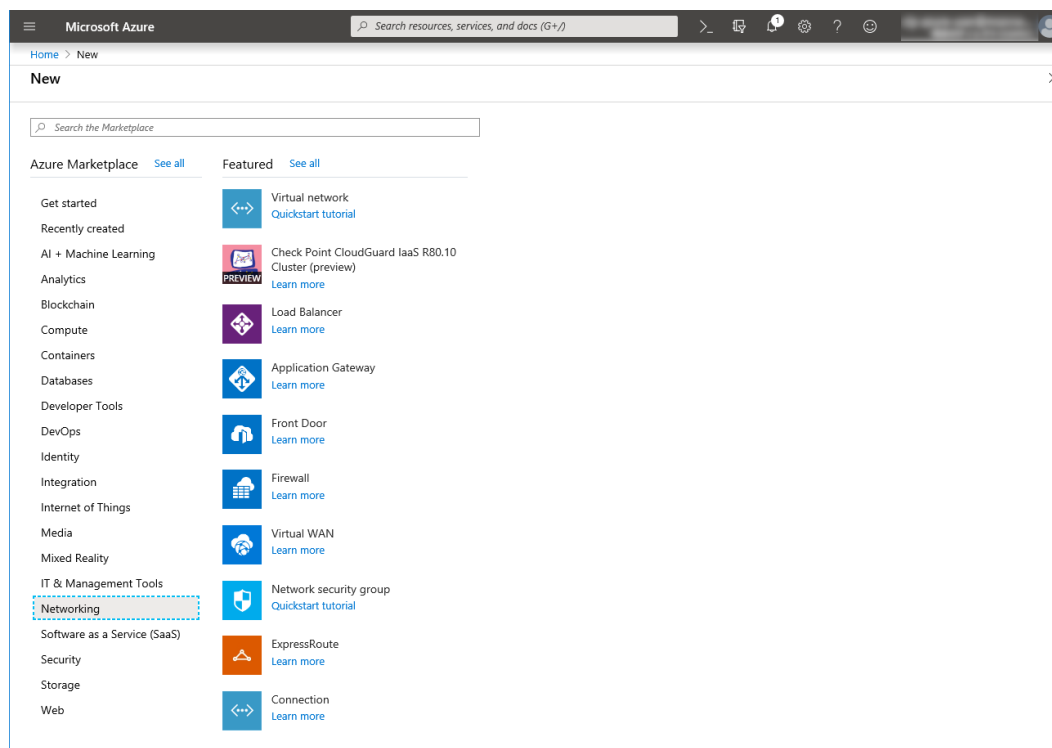 Microsoft Azure
Search resources, services, and docs (G+/)
1
Home > New
New
Search the Marketplace
Azure Marketplace See all
Get started
Recently created
AI + Machine Learning
Analytics
Blockchain
Compute
Containers
Databases
Developer Tools
DevOps
Identity
Integration
Internet of Things
Media
Mixed Reality
IT & Management Tools
Networking
Software as a Service (SaaS)
Security
Storage
Web
Featured See all
Virtual network
Quickstart tutorial
Check Point CloudGuard IaaS R80.10
Cluster (preview)
PREVIEW
Learn more
Load Balancer
Learn more
Application Gateway
Learn more
Front Door
Learn more
Firewall
Learn more
Virtual WAN
Learn more
Network security group
Quickstart tutorial
ExpressRoute
Learn more
Connection
Learn more